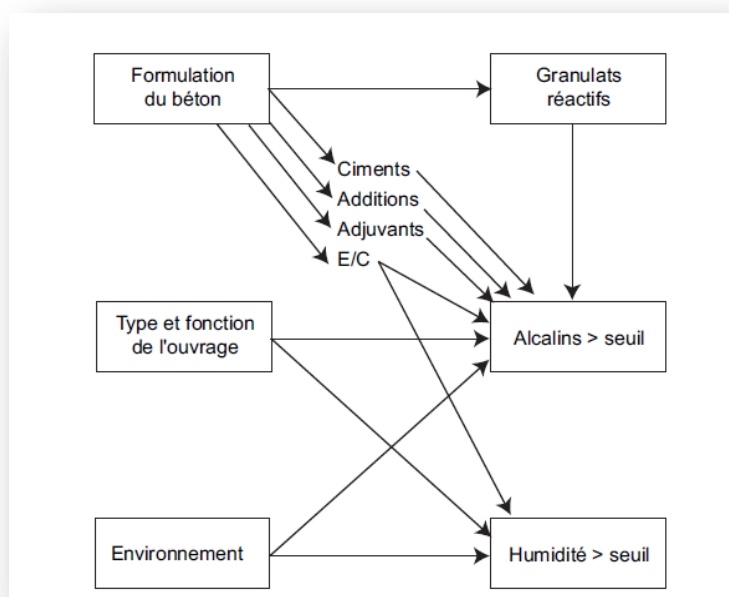 Formulation
du béton
Granulats
réactifs
Ciments
Additions
Adjuvants
E/C
Type et fonction
de l'ouvrage
Alcalins > seuil
Environnement
Humidité > seuil